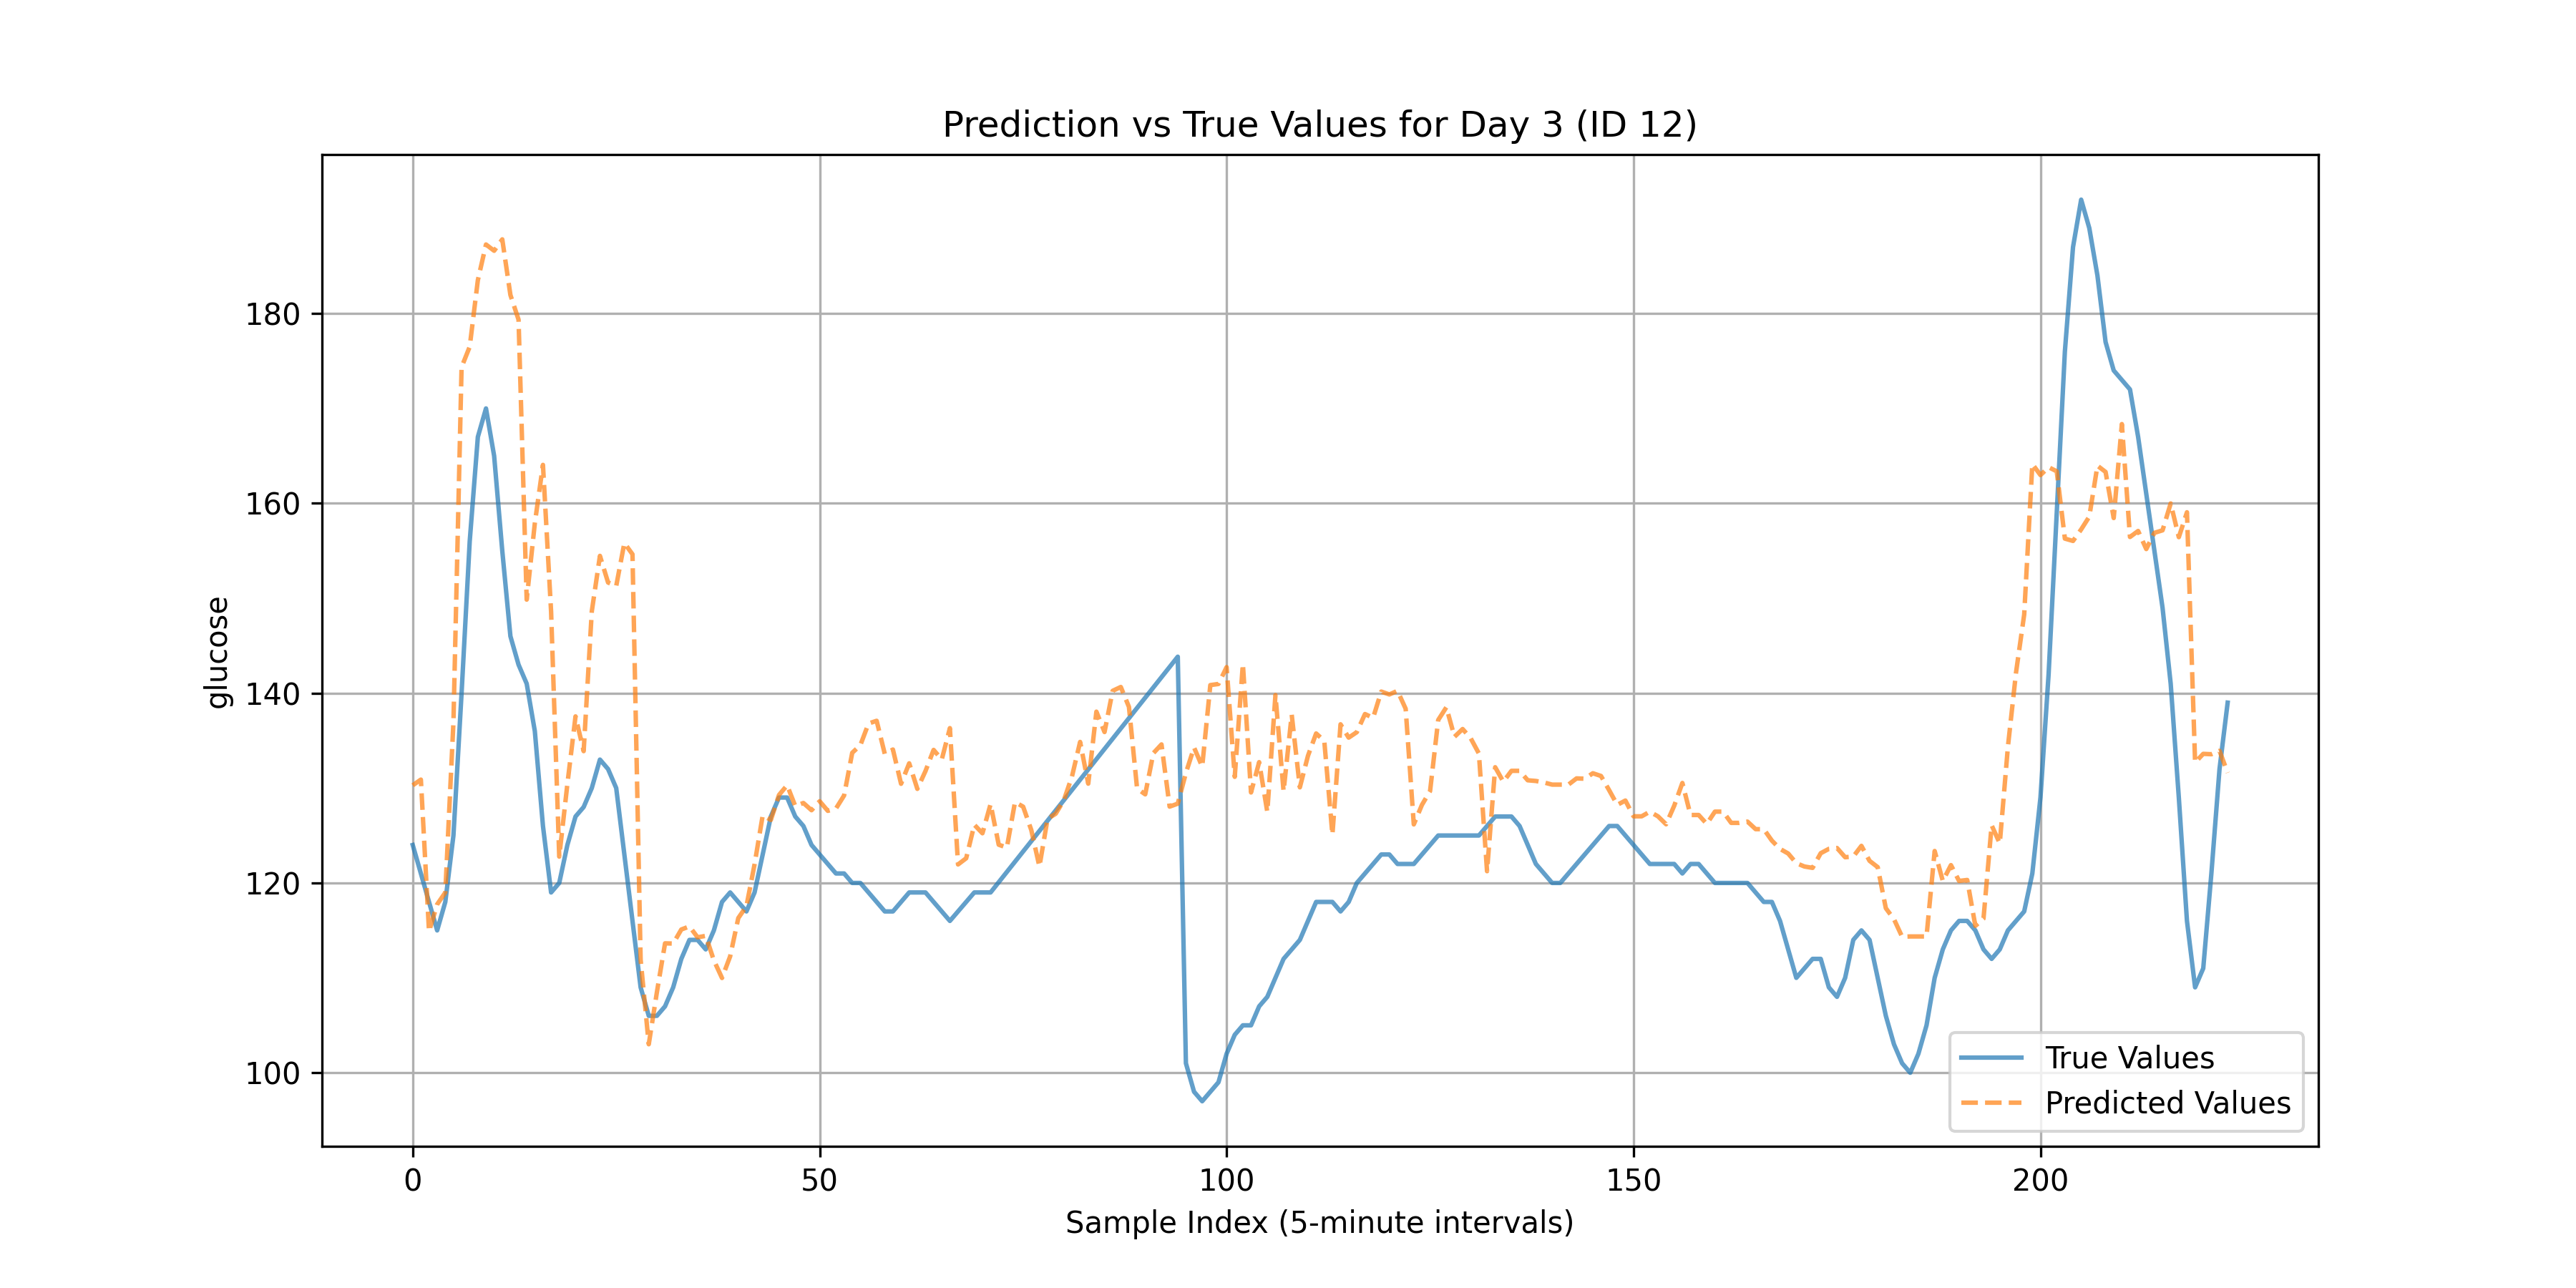 Prediction vs True Values for Day 3 (ID 12)
glucose
180
160
140
120
100
0
50
100
150
200
Sample Index (5-minute intervals)
True Values
Predicted Values